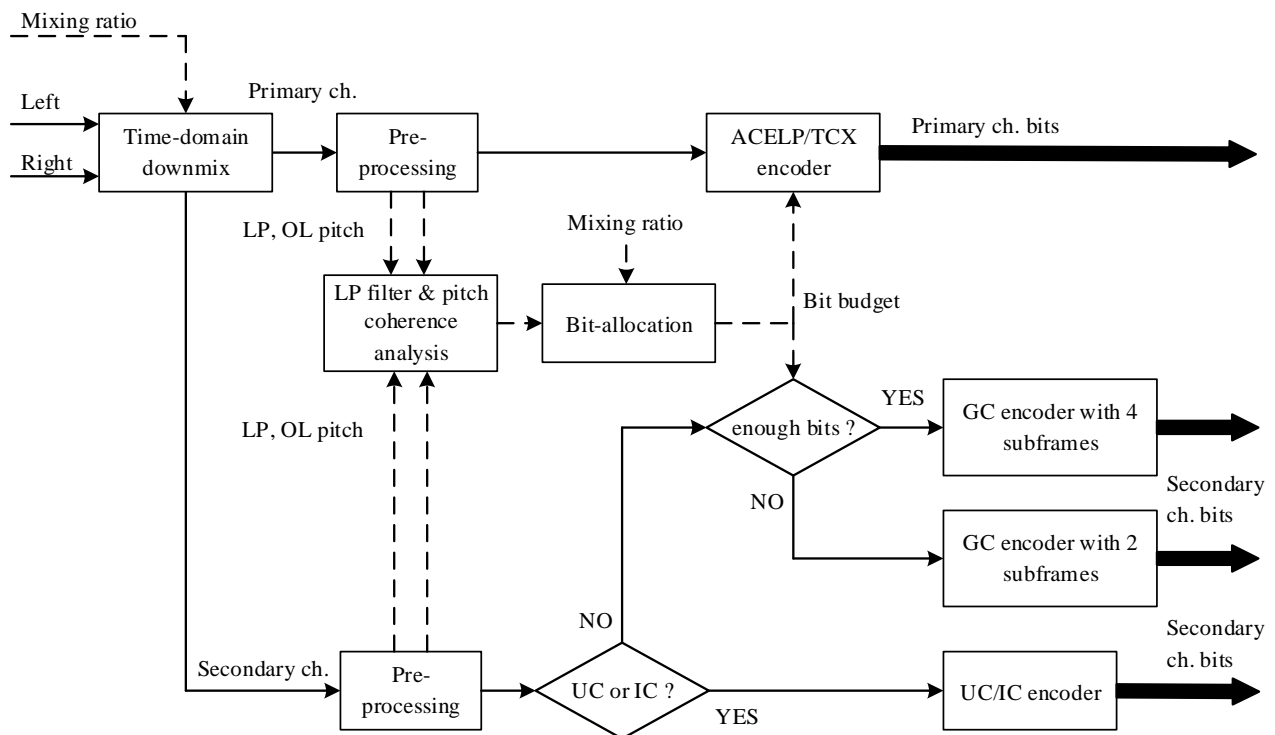 Mixing ratio
Left
Right
Time-domain
downmix
Primary ch.
Pre-
processing
ACELP/TCX
encoder
Primary ch. bits
LP, OL pitch
Mixing ratio
LP filter & pitch
coherence
analysis
Bit-allocation
Bit budget
LP, OL pitch
enough bits ?
YES
GC encoder with 4
subframes
NO
Secondary
ch. bits
GC encoder with 2
subframes
NO
Secondary ch.
Pre-
processing
UC or IC ?
YES
UC/IC encoder
Secondary
ch. bits